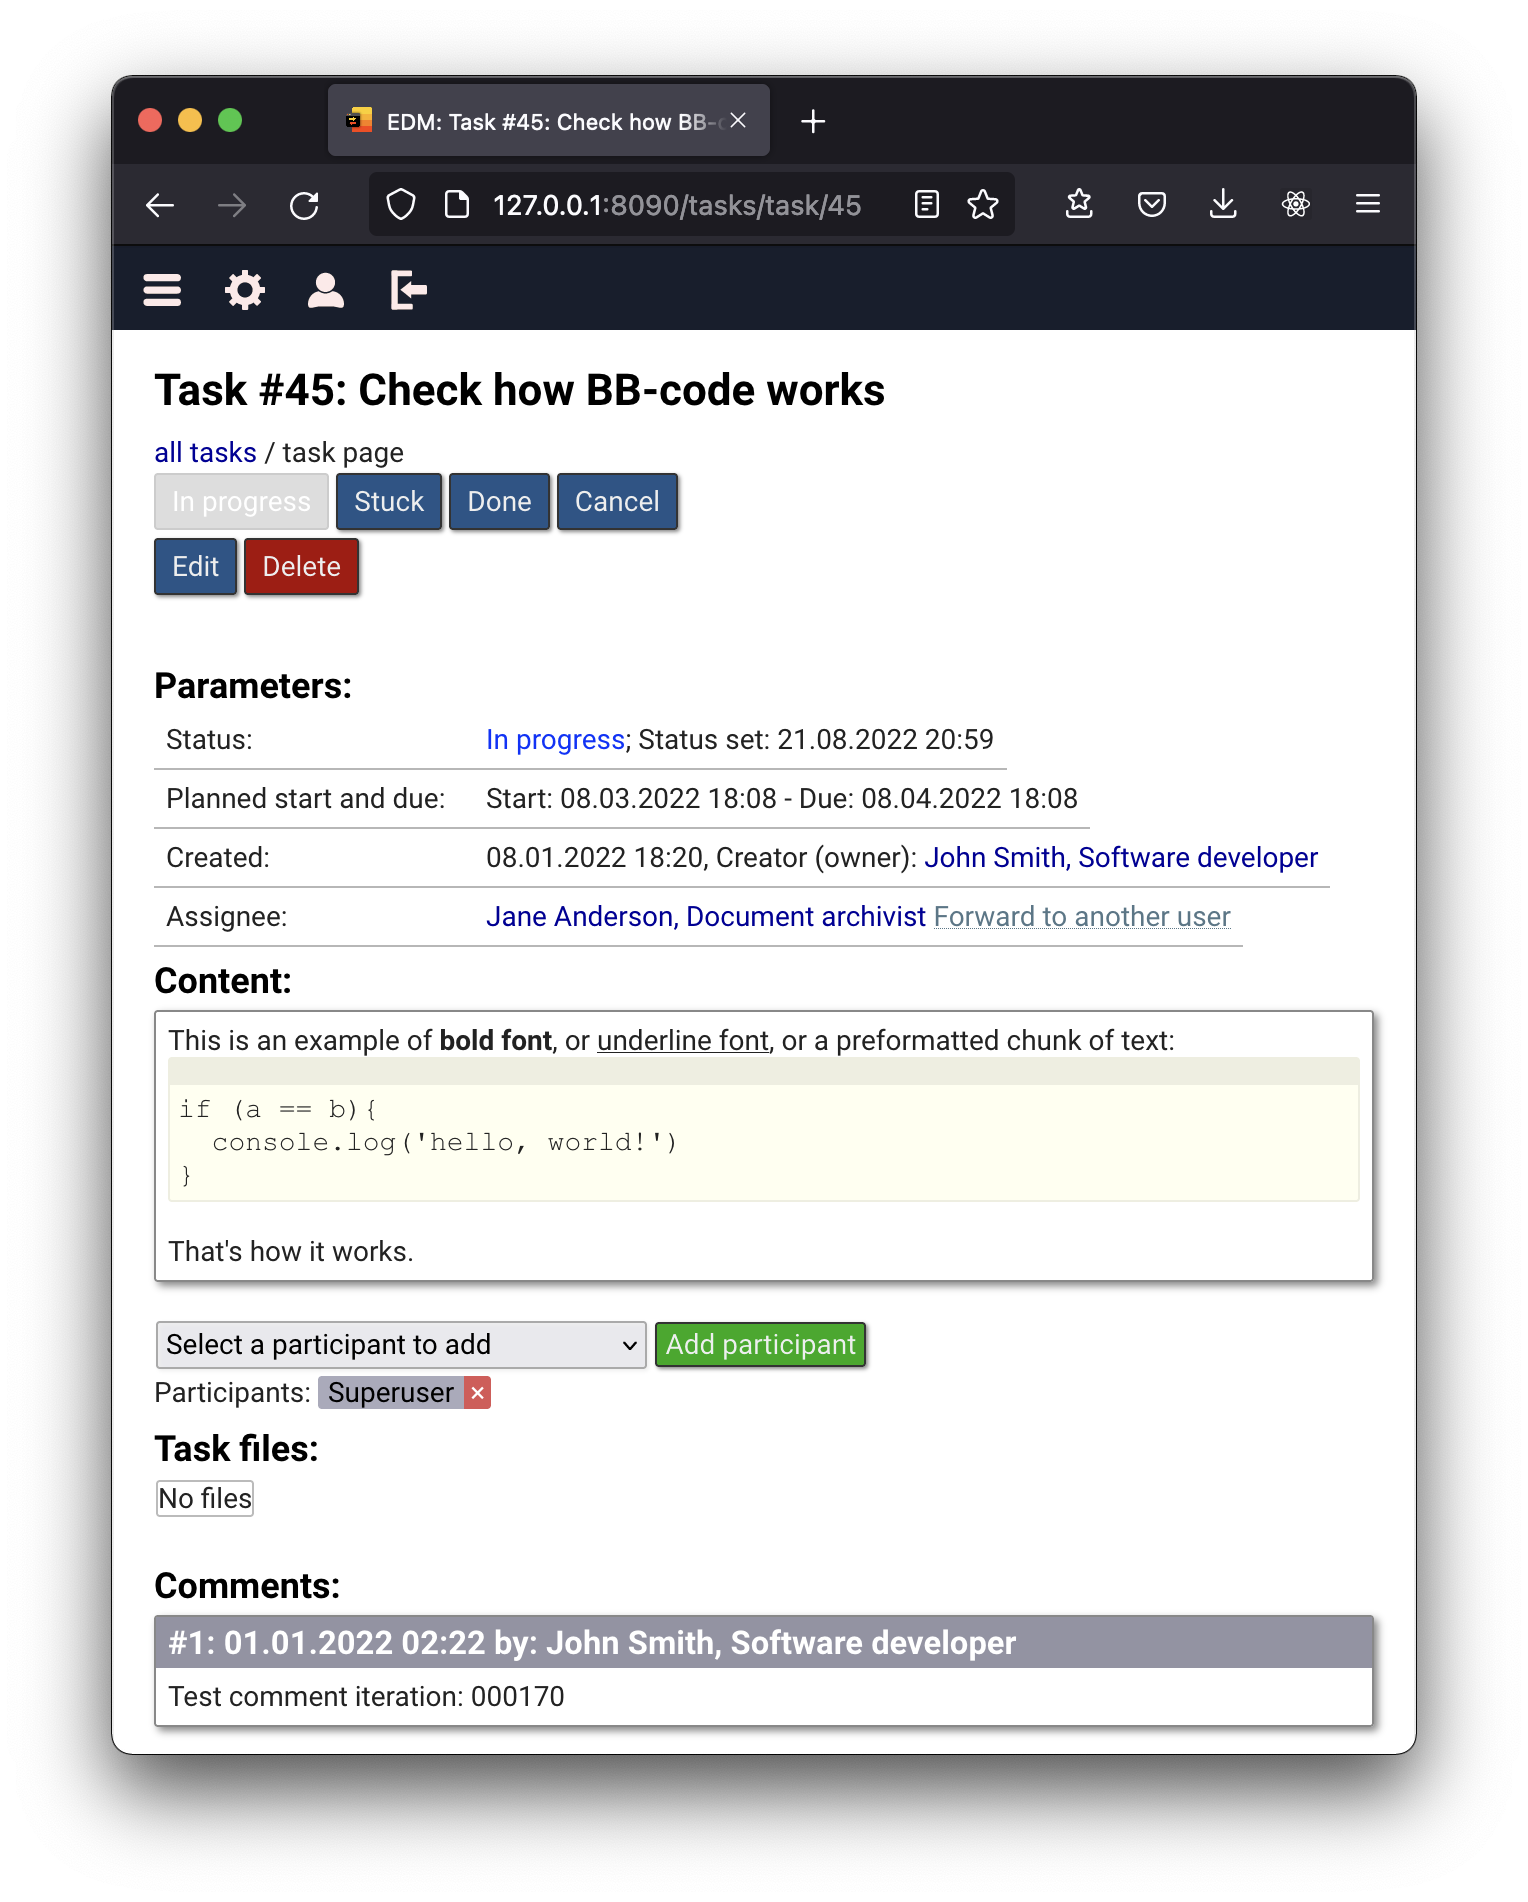 EDM: Task #45: Check how BB-c
127.0.0.1:8090/tasks/task/45
Task #45: Check how BB-code works
all tasks / task page
In progress Stuck Done Cancel
Edit Delete
Parameters:
Status: In progress; Status set: 21.08.2022 20:59
Planned start and due: Start: 08.03.2022 18:08 - Due: 08.04.2022 18:08
Created: 08.01.2022 18:20, Creator (owner): John Smith, Software developer
Assignee: Jane Anderson, Document archivist Forward to another user
Content:
This is an example of bold font, or underline font, or a preformatted chunk of text:
if (a == b){
  console.log('hello, world!')
}
That's how it works.
Select a participant to add Add participant
Participants: Superuser ×
Task files:
No files
Comments:
#1: 01.01.2022 02:22 by: John Smith, Software developer
Test comment iteration: 000170